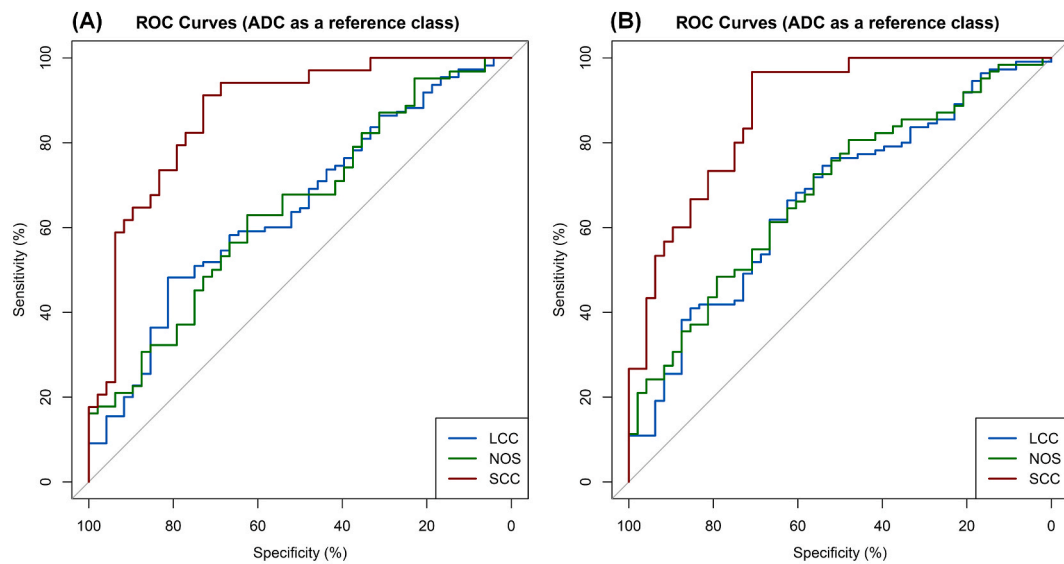 (A)
ROC Curves (ADC as a reference class)
Sensitivity (%)
100
80
60
40
20
0
LCC
NOS
SCC
100 80 60 40 20 0
Specificity (%)
(B)
ROC Curves (ADC as a reference class)
Sensitivity (%)
100
80
60
40
20
0
LCC
NOS
SCC
100 80 60 40 20 0
Specificity (%)